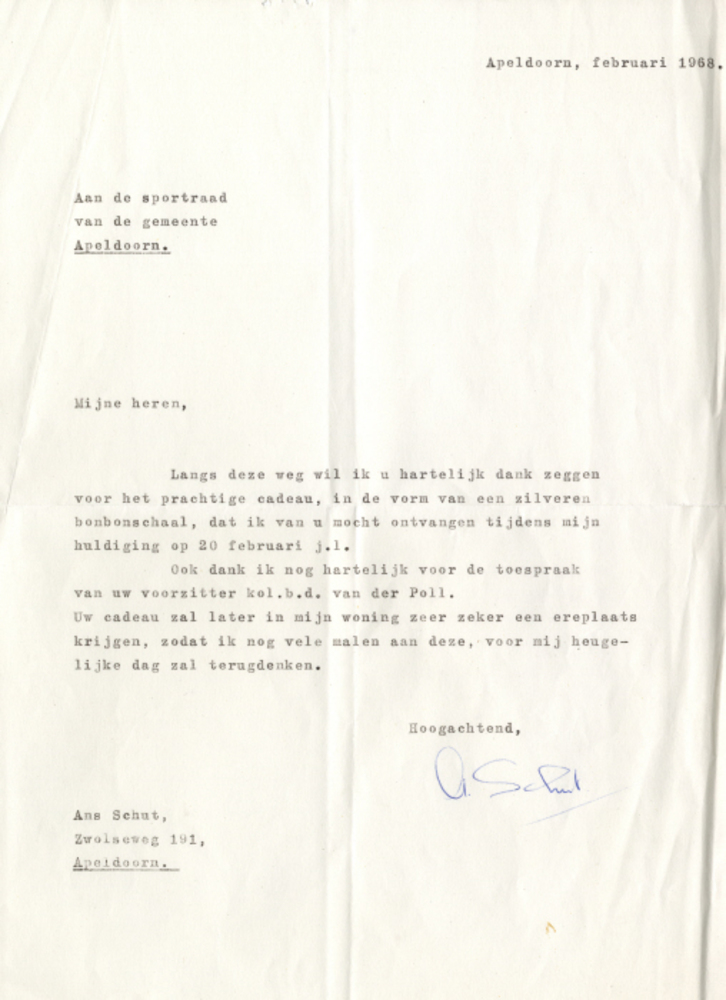 Apeldoorn, februari 1968.
Aan de sportraad
van de gemeente
Apeldoorn.
Mijne heren,
Langs deze weg wil ik u hartelijk dank zeggen
voor het prachtige cadeau, in de vorm van een zilveren
bonbonschaal, dat ik van u mocht ontvangen tijdens mijn
huldiging op 20 februari j.l.
Ook dank ik nog hartelijk voor de toespraak
van uw voorzitter kol.b.d. van der Poll.
Uw cadeau zal later in mijn woning zeer zeker een ereplaats
krijgen, zodat ik nog vele malen aan deze, voor mij heuge-
lijke dag zal terugdenken.
Hoogachtend,
A. Schut
Ans Schut,
Zwolseweg 191,
Apeldoorn.